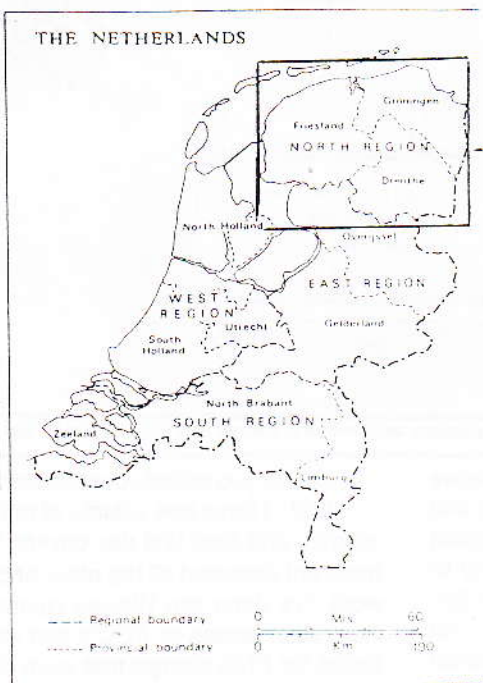 THE NETHERLANDS
Groningen
Friesland
NORTH REGION
Drenthe
North Holland
Overijssel
EAST REGION
WEST
REGION
Utrecht
Gelderland
South
Holland
North Brabant
SOUTH REGION
Zeeland
Limburg
Regional boundary
0 Mls 60
Provincial boundary
0 Km 100